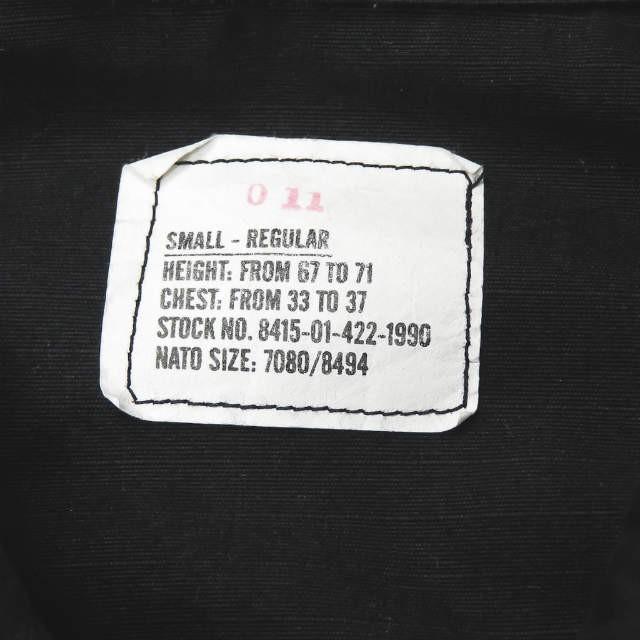 0 11
SMALL - REGULAR
HEIGHT: FROM 67 TO 71
CHEST: FROM 33 TO 37
STOCK NO. 8415-01-422-1990
NATO SIZE: 7080/8494